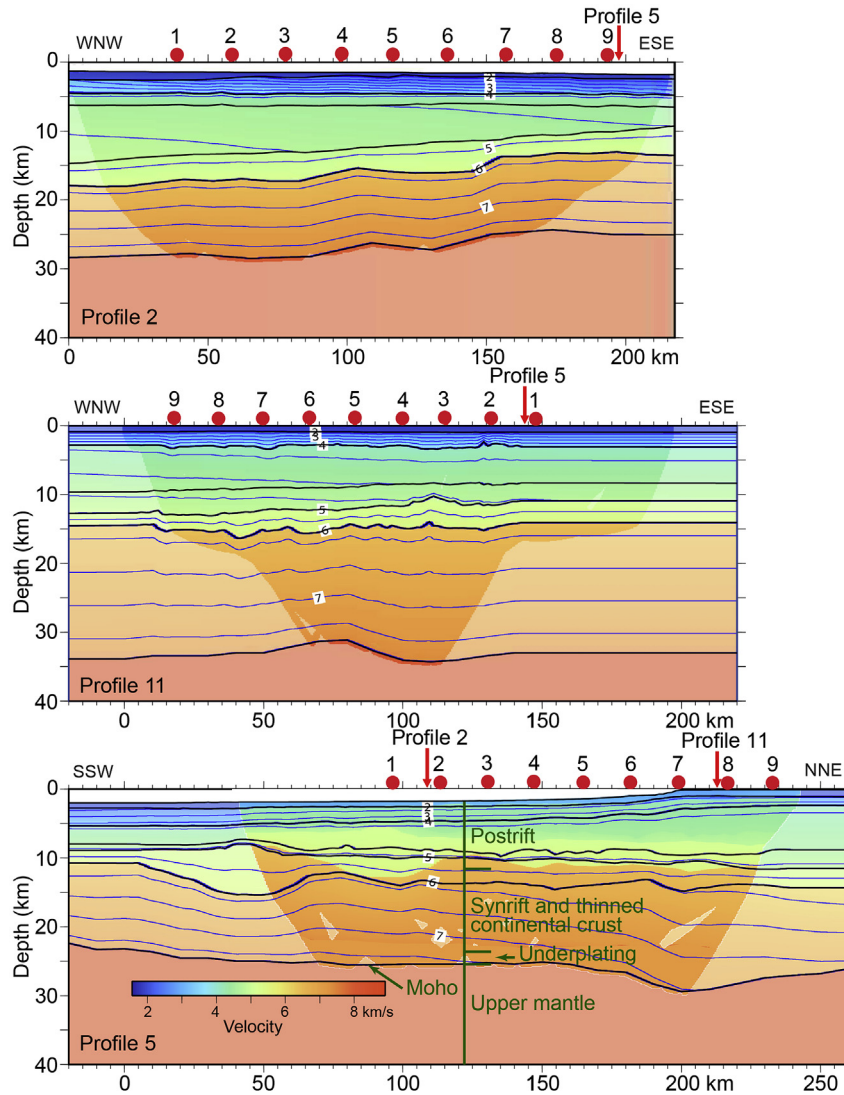 Profile 5
WNW 1 2 3 4 5 6 7 8 9 ESE
0
10
20
30
40
Depth (km)
2
3
4
5
6
7
Profile 2
0 50 100 150 200 km
Profile 5
WNW 9 8 7 6 5 4 3 2 1 ESE
0
10
20
30
40
Depth (km)
2
3
4
5
6
7
Profile 11
0 50 100 150 200 km
Profile 2 Profile 11
SSW 1 2 3 4 5 6 7 8 9 NNE
0
10
20
30
40
Depth (km)
2
3
4
5
6
7
Postrift
Synrift and thinned
continental crust
Underplating
Moho
Upper mantle
2 4 6 8 km/s
Velocity
Profile 5
0 50 100 150 200 km 250